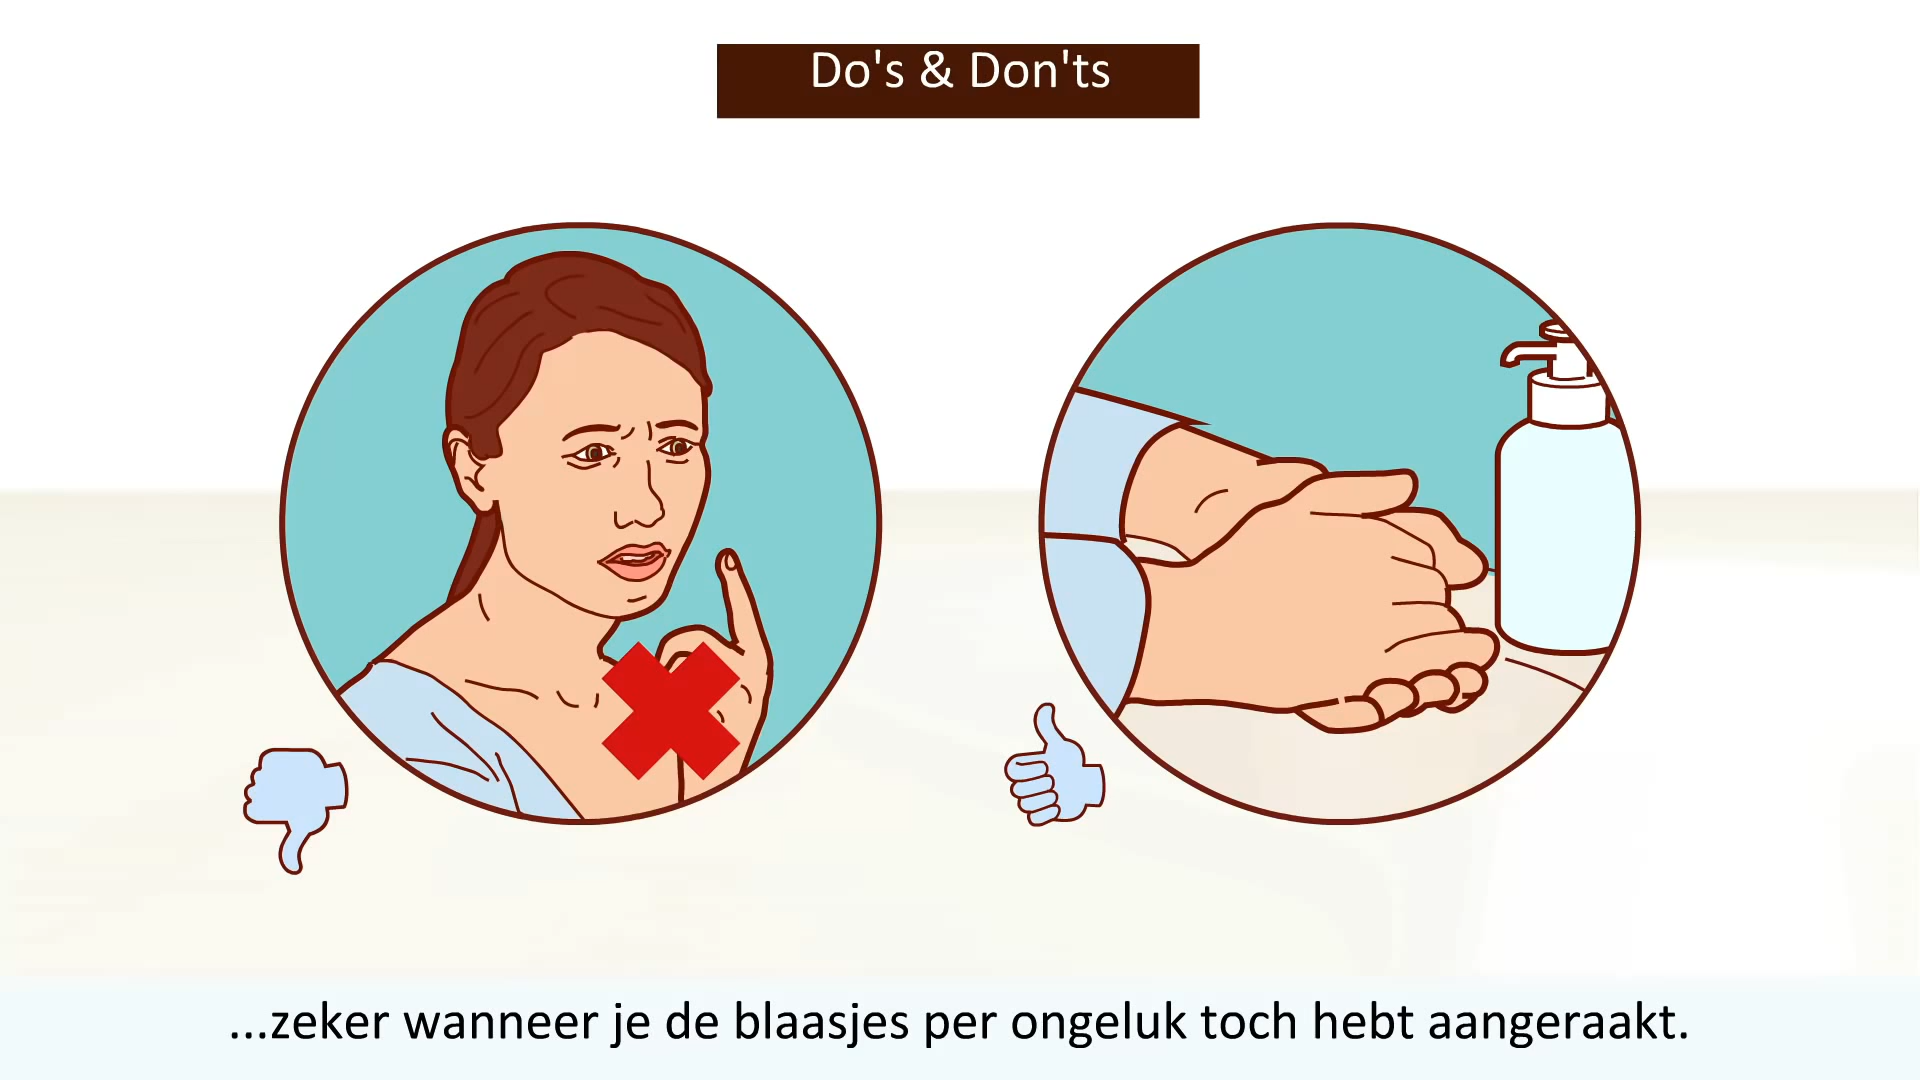 Do's & Don'ts
...zeker wanneer je de blaasjes per ongeluk toch hebt aangeraakt.